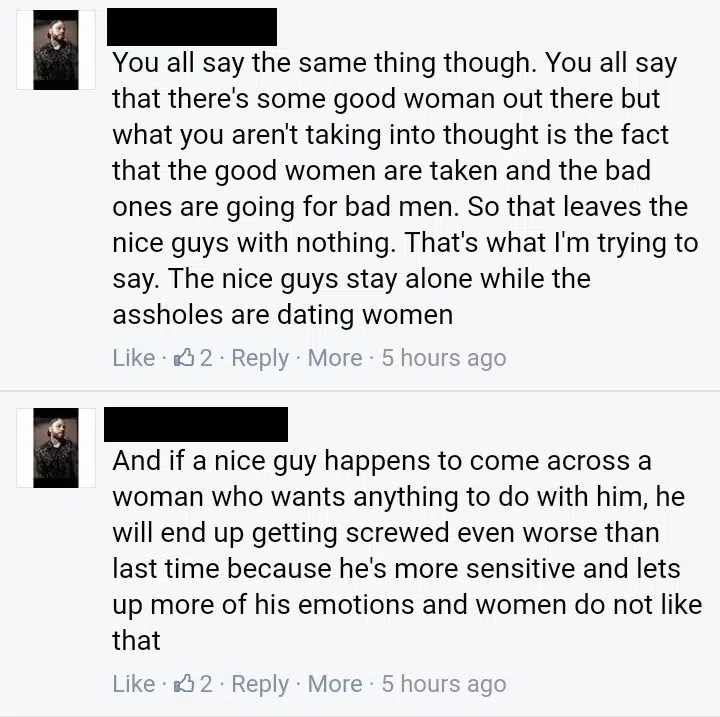 You all say the same thing though. You all say
that there's some good woman out there but
what you aren't taking into thought is the fact
that the good women are taken and the bad
ones are going for bad men. So that leaves the
nice guys with nothing. That's what I'm trying to
say. The nice guys stay alone while the
assholes are dating women
Like · 2 · Reply · More · 5 hours ago
And if a nice guy happens to come across a
woman who wants anything to do with him, he
will end up getting screwed even worse than
last time because he's more sensitive and lets
up more of his emotions and women do not like
that
Like · 2 · Reply · More · 5 hours ago